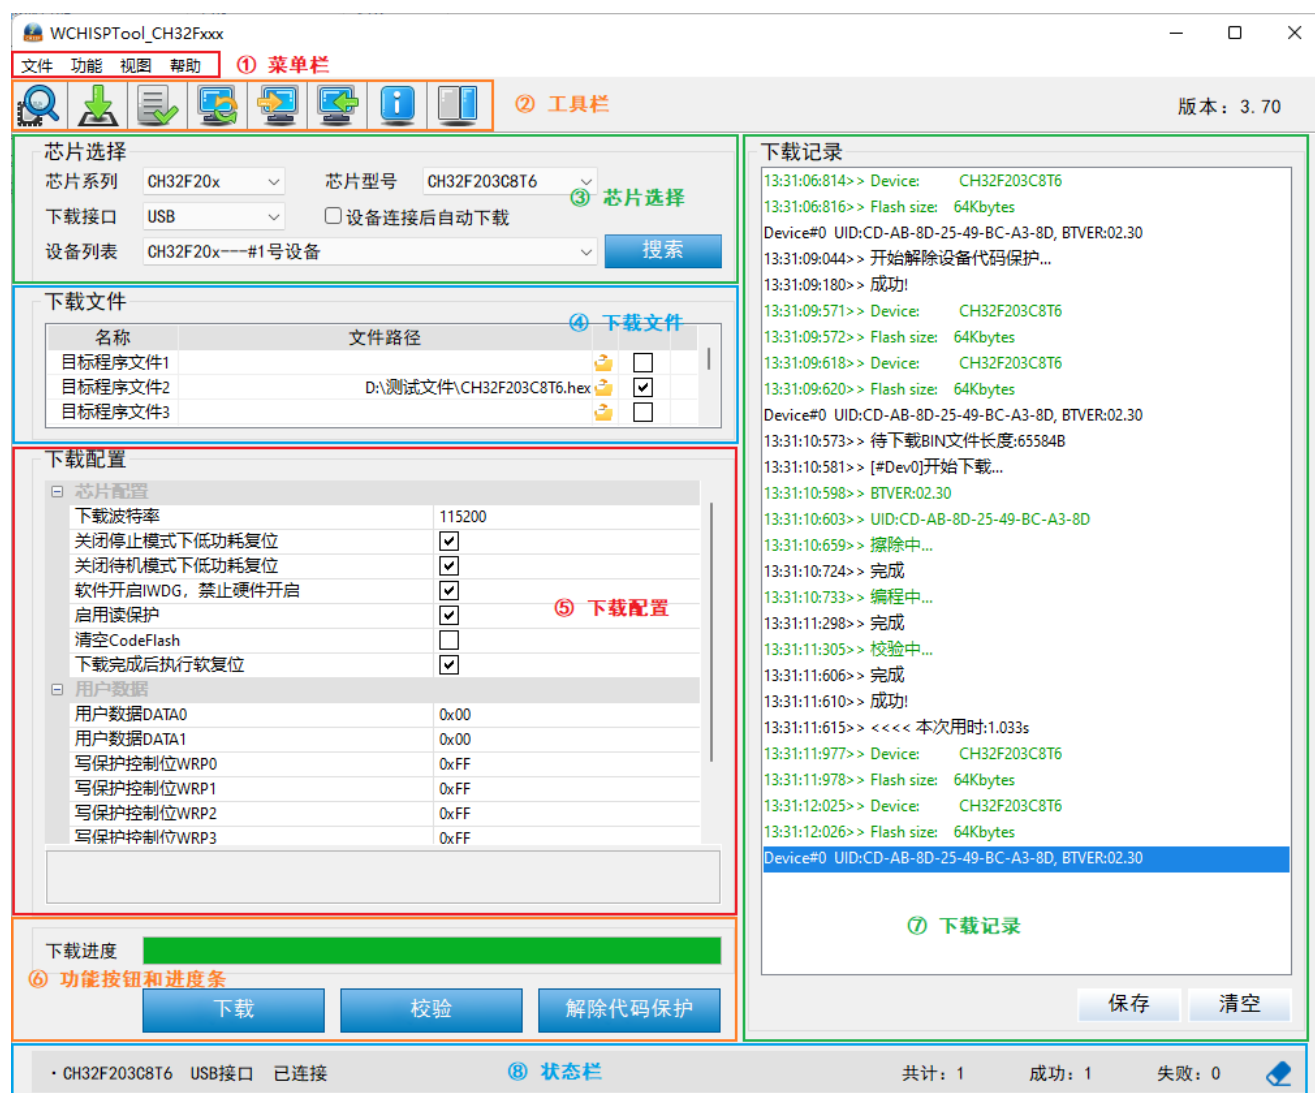 WCHISPTool_CH32Fxxx
文件 功能 视图 帮助 ① 菜单栏
② 工具栏
版本：3.70
芯片选择
芯片系列 CH32F20x 芯片型号 CH32F203C8T6
③ 芯片选择
下载接口 USB 设备连接后自动下载
设备列表 CH32F20x---#1号设备 搜索
下载文件
④ 下载文件
名称 文件路径
目标程序文件1
目标程序文件2 D:\测试文件\CH32F203C8T6.hex
目标程序文件3
下载配置
芯片配置
下载波特率 115200
关闭停止模式下低功耗复位
关闭待机模式下低功耗复位
软件开启IWDG，禁止硬件开启
启用读保护
⑤ 下载配置
清空CodeFlash
下载完成后执行软复位
用户数据
用户数据DATA0 0x00
用户数据DATA1 0x00
写保护控制位WRP0 0xFF
写保护控制位WRP1 0xFF
写保护控制位WRP2 0xFF
写保护控制位WRP3 0xFF
下载进度
⑥ 功能按钮和进度条
下载 校验 解除代码保护
下载记录
13:31:06:814>> Device: CH32F203C8T6
13:31:06:816>> Flash size: 64Kbytes
Device#0 UID:CD-AB-8D-25-49-BC-A3-8D, BTVER:02.30
13:31:09:044>> 开始解除设备代码保护...
13:31:09:180>> 成功!
13:31:09:571>> Device: CH32F203C8T6
13:31:09:572>> Flash size: 64Kbytes
13:31:09:618>> Device: CH32F203C8T6
13:31:09:620>> Flash size: 64Kbytes
Device#0 UID:CD-AB-8D-25-49-BC-A3-8D, BTVER:02.30
13:31:10:573>> 待下载BIN文件长度:65584B
13:31:10:581>> [#Dev0]开始下载...
13:31:10:598>> BTVER:02.30
13:31:10:603>> UID:CD-AB-8D-25-49-BC-A3-8D
13:31:10:659>> 擦除中...
13:31:10:724>> 完成
13:31:10:733>> 编程中...
13:31:11:298>> 完成
13:31:11:305>> 校验中...
13:31:11:606>> 完成
13:31:11:610>> 成功!
13:31:11:615>> <<<< 本次用时:1.033s
13:31:11:977>> Device: CH32F203C8T6
13:31:11:978>> Flash size: 64Kbytes
13:31:12:025>> Device: CH32F203C8T6
13:31:12:026>> Flash size: 64Kbytes
Device#0 UID:CD-AB-8D-25-49-BC-A3-8D, BTVER:02.30
⑦ 下载记录
保存 清空
·CH32F203C8T6 USB接口 已连接 ⑧ 状态栏 共计：1 成功：1 失败：0